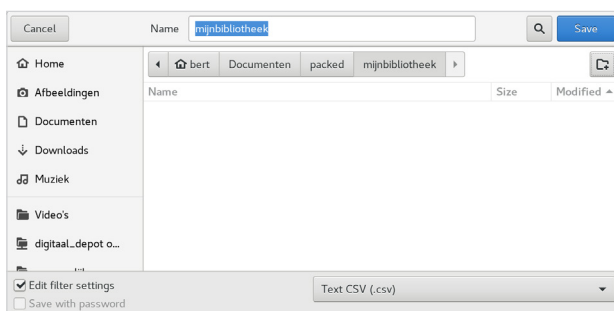 Cancel Name mijnbibliotheek Save
Home bert Documenten packed mijnbibliotheek
Afbeeldingen Name Size Modified
Documenten
Downloads
Muziek
Video's
digitaal_depot o...
Edit filter settings Text CSV (.csv)
Save with password